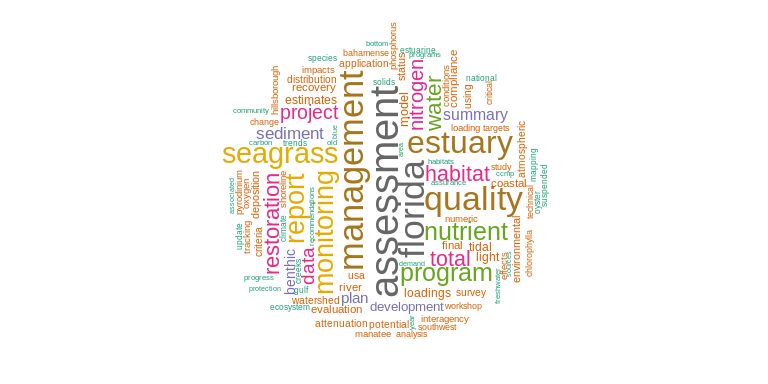 bottom
phosphorus
estuarine
programs
bahamense
species
application
status
impacts
distribution
solids
recovery
compliance
conditions
national
critical
using
nitrogen
water
model
hillsborough
estimates
project
community
change
sediment
summary
loading targets
atmospheric
carbon
trends
old
blue
management
assessment
area
estuary
seagrass
habitats
habitat
study
ccmp
mapping
suspended
coastal
assurance
florida
quality
technical
oyster
associated
pyrodinium
oxygen
deposition
restoration
shoreline
report
recommendations
monitoring
numeric
nutrient
environmental
chlorophylla
update
tracking
criteria
climate
benthic
creeks
data
final
tidal
total
light
effects
sources
demand
program
progress
protection
gulf
usa
river
plan
freshwater
loadings
survey
watershed
ecosystem
evaluation
development
workshop
attenuation
potential
year
interagency
southwest
manatee
analysis